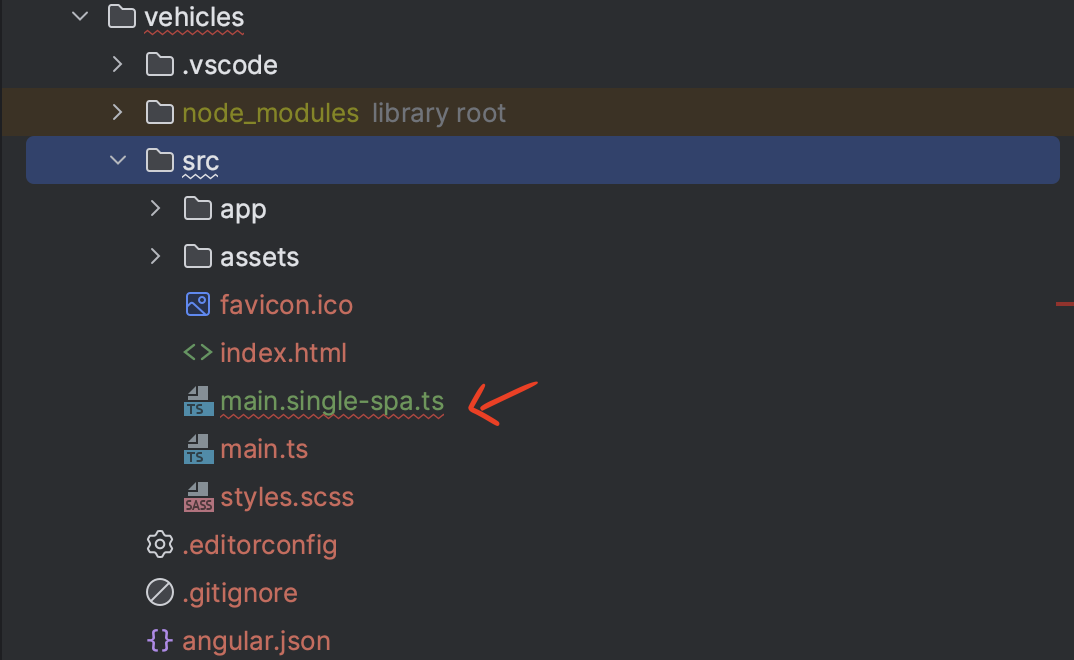 vehicles
.vscode
node_modules library root
src
app
assets
favicon.ico
<> index.html
TS main.single-spa.ts
TS main.ts
SASS styles.scss
.editorconfig
.gitignore
{} angular.json